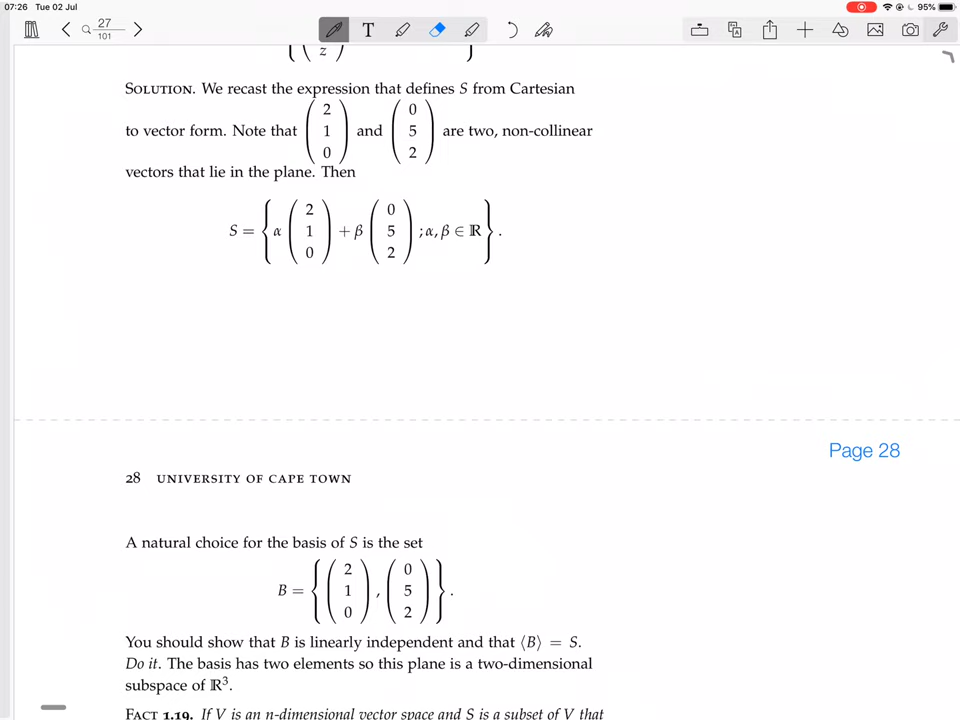 07:26 Tue 02 Jul 95%
27
101
T
z
SOLUTION. We recast the expression that defines S from Cartesian
to vector form. Note that ( 2 1 0 ) and ( 0 5 2 ) are two, non-collinear
vectors that lie in the plane. Then
S = { α ( 2 1 0 ) + β ( 0 5 2 ) ; α, β ∈ ℝ } .
Page 28
28 UNIVERSITY OF CAPE TOWN
A natural choice for the basis of S is the set
B = { ( 2 1 0 ) , ( 0 5 2 ) } .
You should show that B is linearly independent and that ⟨B⟩ = S.
Do it. The basis has two elements so this plane is a two-dimensional
subspace of ℝ³.
FACT 1.19. If V is an n-dimensional vector space and S is a subset of V that